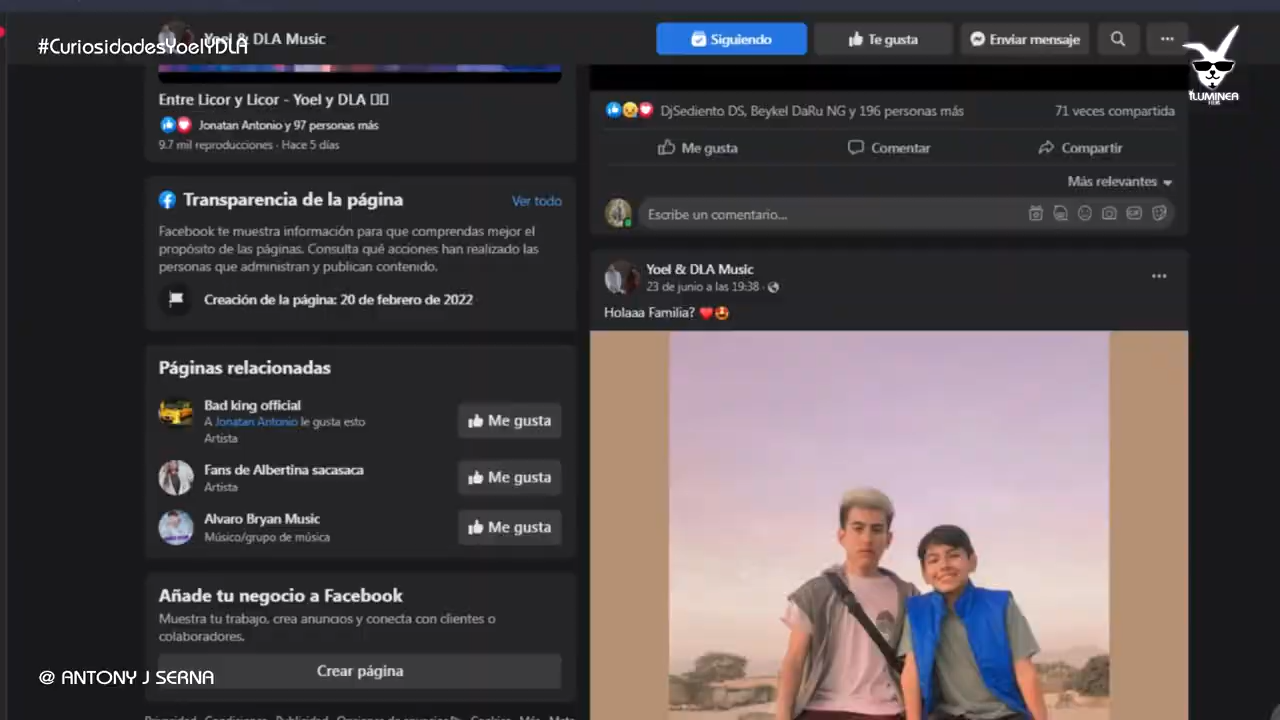 #CuriosidadesYoelYDLA
Yoel & DLA Music
Siguiendo
Te gusta
Enviar mensaje
ILUMINEA
Entre Licor y Licor - Yoel y DLA
Jonatan Antonio y 97 personas más
9.7 mil reproducciones · Hace 5 días
Transparencia de la página
Ver todo
Facebook te muestra información para que comprendas mejor el
propósito de las páginas. Consulta qué acciones han realizado las
personas que administran y publican contenido.
Creación de la página: 20 de febrero de 2022
Páginas relacionadas
Bad king official
A Jonatan Antonio le gusta esto
Artista
Me gusta
Fans de Albertina sacasaca
Artista
Me gusta
Alvaro Bryan Music
Músico/grupo de música
Me gusta
Añade tu negocio a Facebook
Muestra tu trabajo, crea anuncios y conecta con clientes o
colaboradores.
Crear página
@ ANTONY J SERNA
DjSediento DS, Beykel DaRu NG y 196 personas más
71 veces compartida
Me gusta
Comentar
Compartir
Más relevantes
Escribe un comentario...
Yoel & DLA Music
23 de junio a las 19:38 ·
Holaaa Familia? ❤️🤩